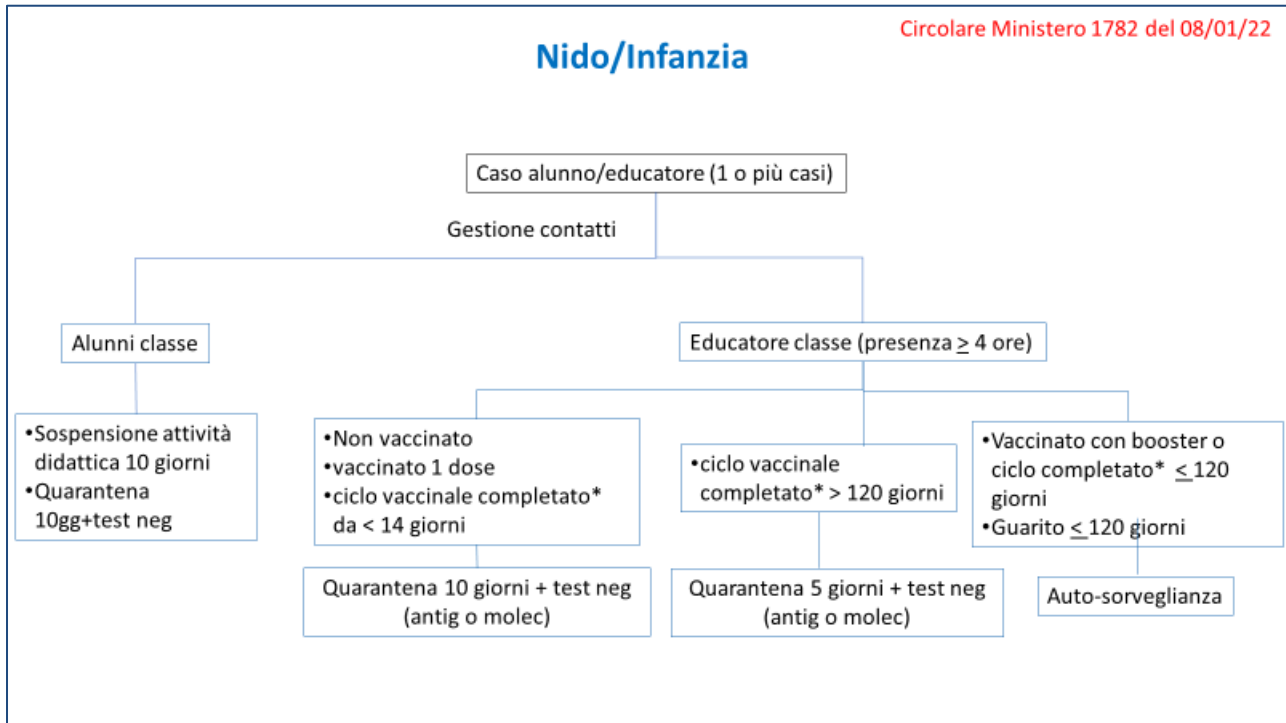 Circolare Ministero 1782 del 08/01/22
Nido/Infanzia
Caso alunno/educatore (1 o più casi)
Gestione contatti
Alunni classe
Educatore classe (presenza > 4 ore)
•Sospensione attività
didattica 10 giorni
•Quarantena
10gg+test neg
•Non vaccinato
•vaccinato 1 dose
•ciclo vaccinale completato*
da < 14 giorni
•ciclo vaccinale
completato* > 120 giorni
•Vaccinato con booster o
ciclo completato* < 120
giorni
•Guarito < 120 giorni
Quarantena 10 giorni + test neg
(antig o molec)
Quarantena 5 giorni + test neg
(antig o molec)
Auto-sorveglianza